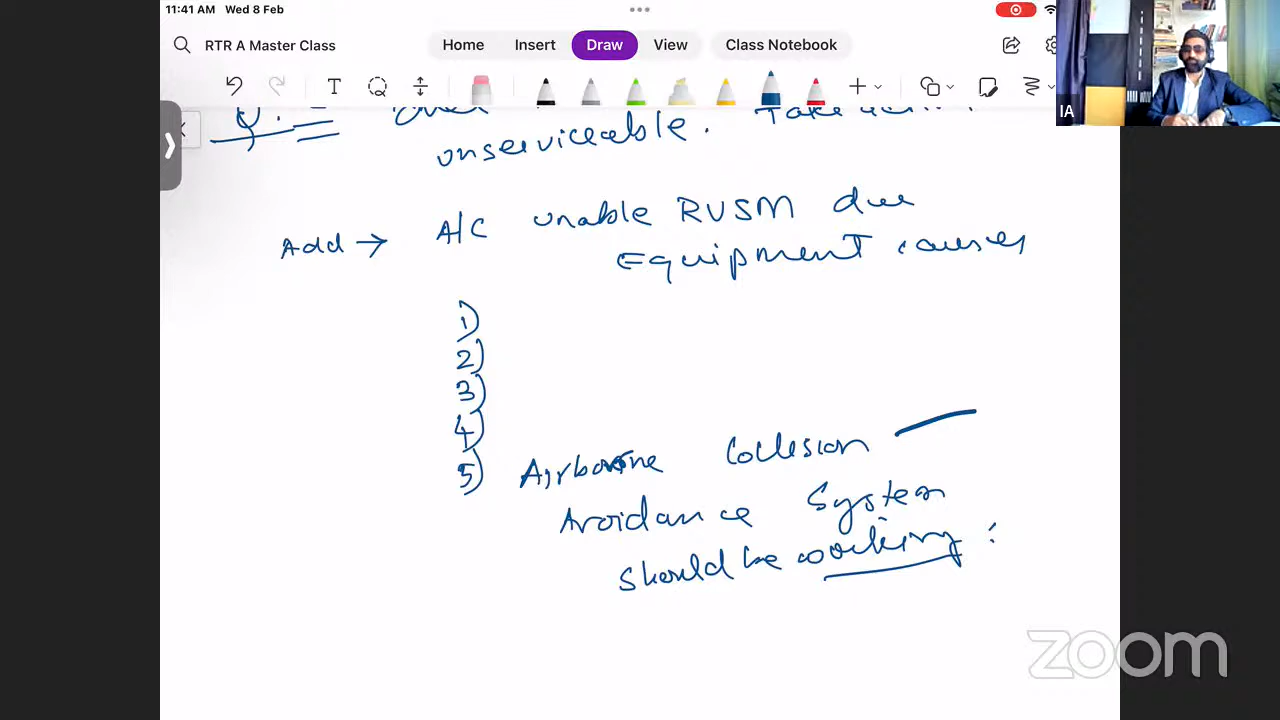 11:41 AM Wed 8 Feb
RTR A Master Class
Home Insert Draw View Class Notebook
IA
unserviceable.
Add → A/C unable RVSM due
Equipment causes
1)
2)
3)
4)
5) Airborne Collesion
Avoidance System
should be working :
zoom